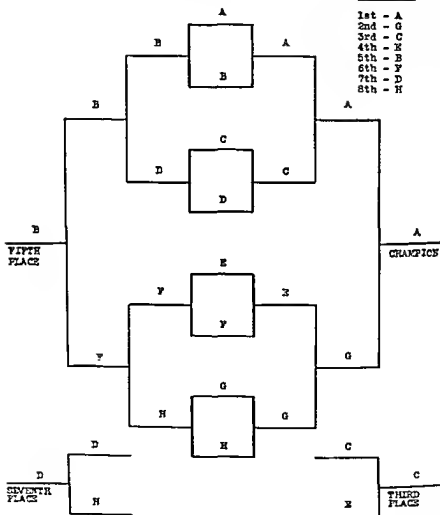 A
1st - A
2nd - G
3rd - C
4th - E
5th - B
6th - F
7th - D
8th - H
B
A
B
B
A
C
D
C
D
B
A
FIFTH
PLACE
CHAMPION
E
F
E
F
F
G
G
H
G
H
D
C
D
C
SEVENTH
PLACE
THIRD
PLACE
H
E